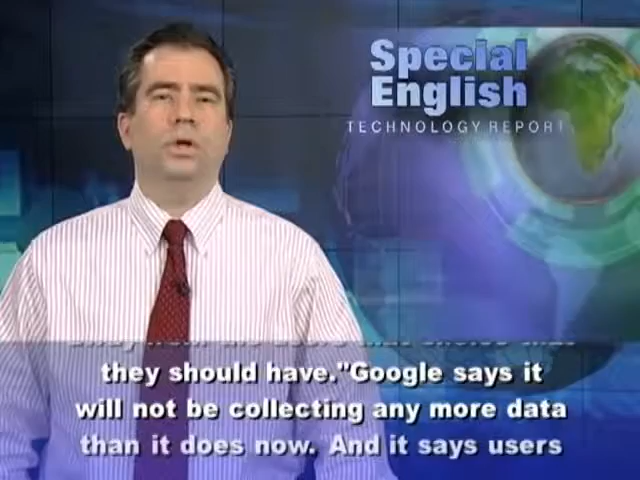 Special
English
TECHNOLOGY REPORT
they should have."Google says it
will not be collecting any more data
than it does now. And it says users